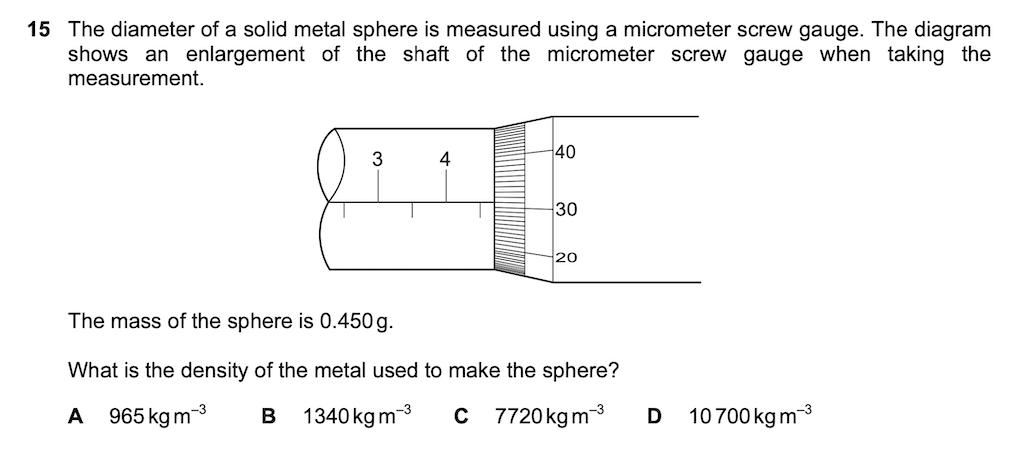 15 The diameter of a solid metal sphere is measured using a micrometer screw gauge. The diagram
shows an enlargement of the shaft of the micrometer screw gauge when taking the
measurement.
3 4
40
30
20
The mass of the sphere is 0.450 g.
What is the density of the metal used to make the sphere?
A 965 kg m⁻³ B 1340 kg m⁻³ C 7720 kg m⁻³ D 10 700 kg m⁻³